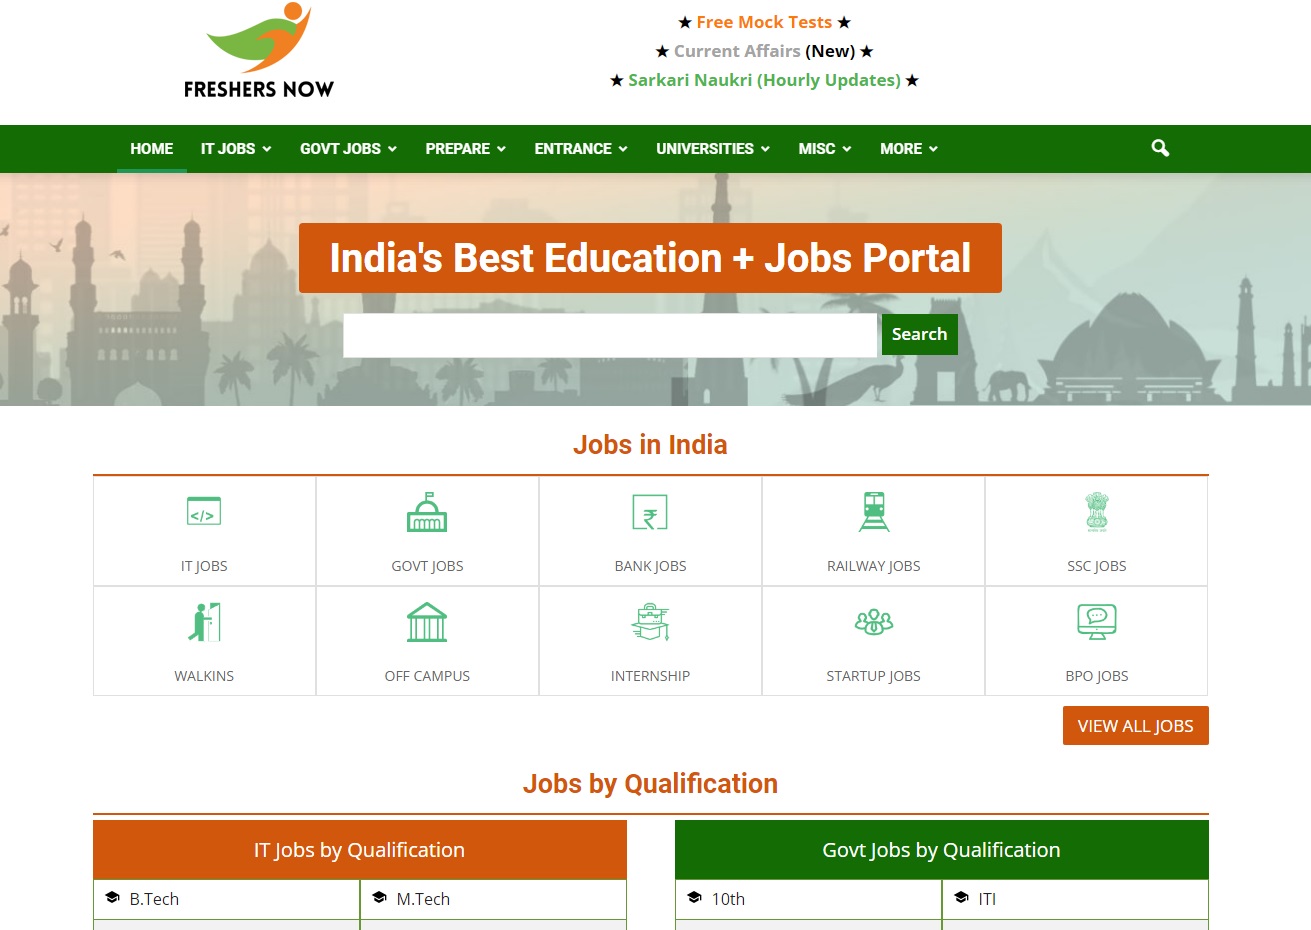 FRESHERS NOW
★ Free Mock Tests ★
★ Current Affairs (New) ★
★ Sarkari Naukri (Hourly Updates) ★
HOME IT JOBS GOVT JOBS PREPARE ENTRANCE UNIVERSITIES MISC MORE
India's Best Education + Jobs Portal
Search
Jobs in India
</>
₹
IT JOBS GOVT JOBS BANK JOBS RAILWAY JOBS SSC JOBS
WALKINS OFF CAMPUS INTERNSHIP STARTUP JOBS BPO JOBS
VIEW ALL JOBS
Jobs by Qualification
IT Jobs by Qualification Govt Jobs by Qualification
B.Tech M.Tech 10th ITI